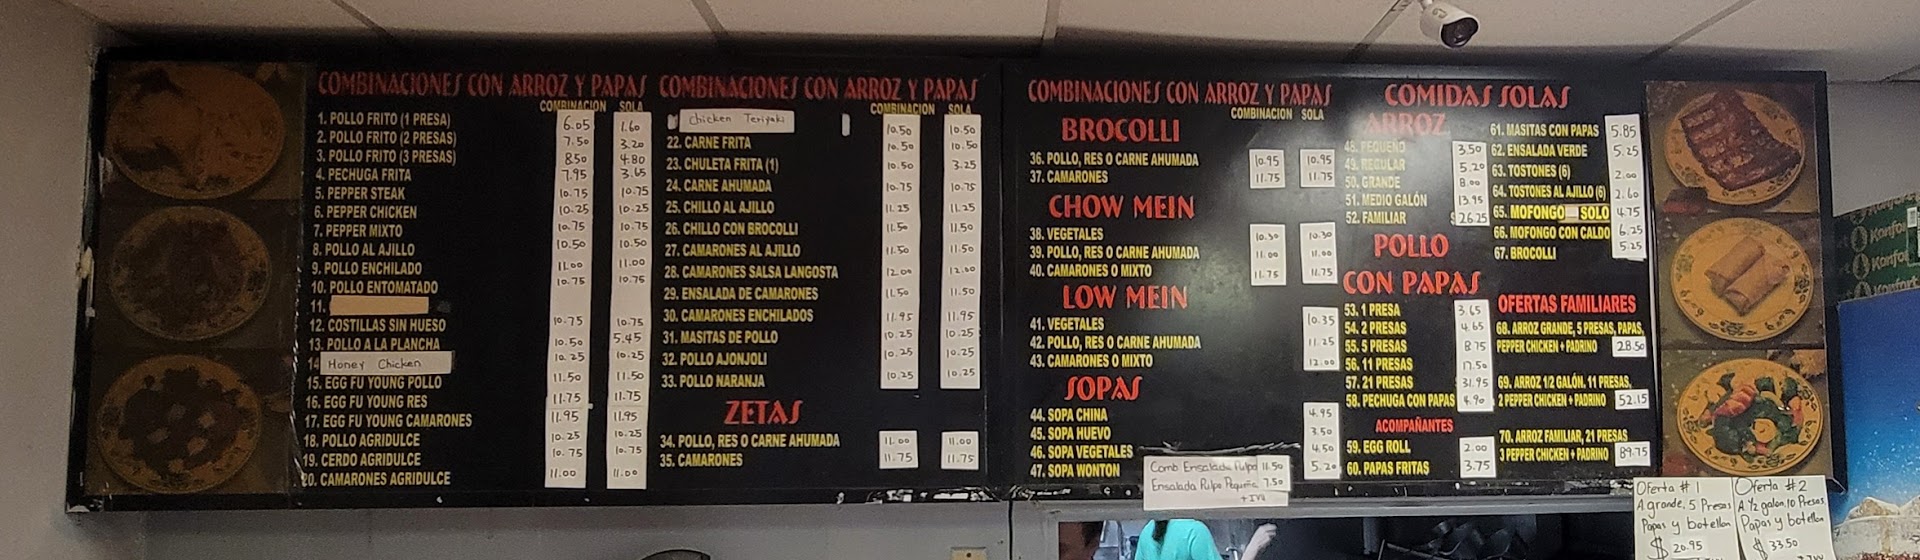 COMBINACIONES CON ARROZ Y PAPAS
COMBINACION SOLA
1. POLLO FRITO (1 PRESA) 6.05 1.60
2. POLLO FRITO (2 PRESAS) 7.50 3.20
3. POLLO FRITO (3 PRESAS) 8.50 4.80
4. PECHUGA FRITA 7.95 3.65
5. PEPPER STEAK 10.75 10.75
6. PEPPER CHICKEN 10.25 10.25
7. PEPPER MIXTO 10.75 10.75
8. POLLO AL AJILLO 10.50 10.50
9. POLLO ENCHILADO 11.00 11.00
10. POLLO ENTOMATADO 10.75 10.75
11.
12. COSTILLAS SIN HUESO 10.75 10.75
13. POLLO A LA PLANCHA 10.50 5.45
14 Honey Chicken 10.25 10.25
15. EGG FU YOUNG POLLO 11.50 11.50
16. EGG FU YOUNG RES 11.75 11.75
17. EGG FU YOUNG CAMARONES 11.95 11.95
18. POLLO AGRIDULCE 10.25 10.25
19. CERDO AGRIDULCE 10.75 10.75
20. CAMARONES AGRIDULCE 11.00 11.00
COMBINACIONES CON ARROZ Y PAPAS
COMBINACION SOLA
Chicken Teriyaki 10.50 10.50
22. CARNE FRITA 10.50 10.50
23. CHULETA FRITA (1) 10.50 3.25
24. CARNE AHUMADA 10.75 10.75
25. CHILLO AL AJILLO 11.25 11.25
26. CHILLO CON BROCOLLI 11.50 11.50
27. CAMARONES AL AJILLO 11.50 11.50
28. CAMARONES SALSA LANGOSTA 12.00 12.00
29. ENSALADA DE CAMARONES 11.50 11.50
30. CAMARONES ENCHILADOS 11.95 11.95
31. MASITAS DE POLLO 10.25 10.25
32. POLLO AJONJOLI 10.25 10.25
33. POLLO NARANJA 10.25 10.25
ZETAS
34. POLLO, RES O CARNE AHUMADA 11.00 11.00
35. CAMARONES 11.75 11.75
COMBINACIONES CON ARROZ Y PAPAS
COMBINACION SOLA
BROCOLLI
36. POLLO, RES O CARNE AHUMADA 10.95 10.95
37. CAMARONES 11.75 11.75
CHOW MEIN
38. VEGETALES 10.30 10.30
39. POLLO, RES O CARNE AHUMADA 11.00 11.00
40. CAMARONES O MIXTO 11.75 11.75
LOW MEIN
41. VEGETALES 10.35
42. POLLO, RES O CARNE AHUMADA 11.25
43. CAMARONES O MIXTO 12.00
SOPAS
44. SOPA CHINA 4.95
45. SOPA HUEVO 3.50
46. SOPA VEGETALES 4.50
47. SOPA WONTON 5.20
Comb Ensalada Pulpo 11.50
Ensalada Pulpo Pequeña 7.50
+ IVU
COMIDAS SOLAS
ARROZ
48. PEQUEÑO 3.50
49. REGULAR 5.20
50. GRANDE 8.00
51. MEDIO GALÓN 13.95
52. FAMILIAR $26.25
POLLO
CON PAPAS
53. 1 PRESA 3.65
54. 2 PRESAS 4.65
55. 5 PRESAS 8.75
56. 11 PRESAS 17.50
57. 21 PRESAS 31.95
58. PECHUGA CON PAPAS 4.90
ACOMPAÑANTES
59. EGG ROLL 2.00
60. PAPAS FRITAS 3.75
61. MASITAS CON PAPAS 5.85
62. ENSALADA VERDE 5.25
63. TOSTONES (6) 2.00
64. TOSTONES AL AJILLO (6) 2.60
65. MOFONGO SOLO 4.75
66. MOFONGO CON CALDO 6.25
67. BROCOLLI 5.25
OFERTAS FAMILIARES
68. ARROZ GRANDE, 5 PRESAS, PAPAS,
PEPPER CHICKEN + PADRINO 28.50
69. ARROZ 1/2 GALÓN, 11 PRESAS,
2 PEPPER CHICKEN + PADRINO 52.15
70. ARROZ FAMILIAR, 21 PRESAS
3 PEPPER CHICKEN + PADRINO 89.75
Oferta # 1
A grande, 5 Presas
Papas y botellon
$ 20.95
Oferta #2
A 1/2 galon, 10 Presas
Papas y botellon
$ 33.50
Konfort
Konfort
Konfort